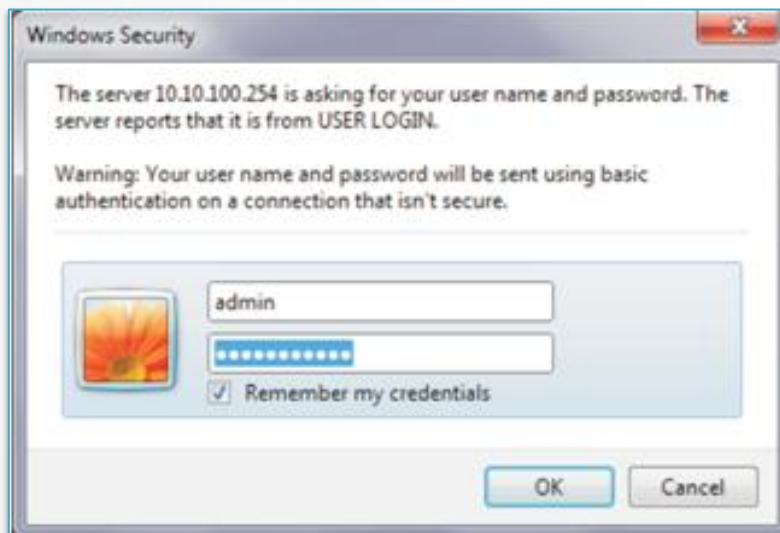 Windows Security
The server 10.10.100.254 is asking for your user name and password. The
server reports that it is from USER LOGIN.
Warning: Your user name and password will be sent using basic
authentication on a connection that isn't secure.
admin
●●●●●●●●●●●
Remember my credentials
OK
Cancel